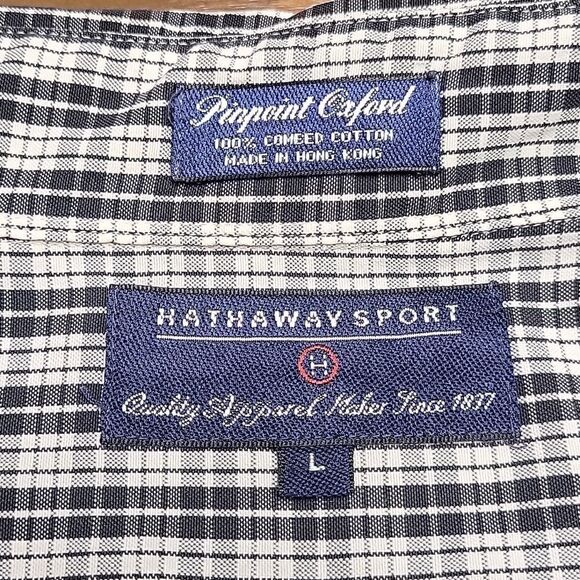 Pinpoint Oxford
100% COMBED COTTON
MADE IN HONG KONG
HATHAWAY SPORT
H
Quality Apparel Maker Since 1837
L